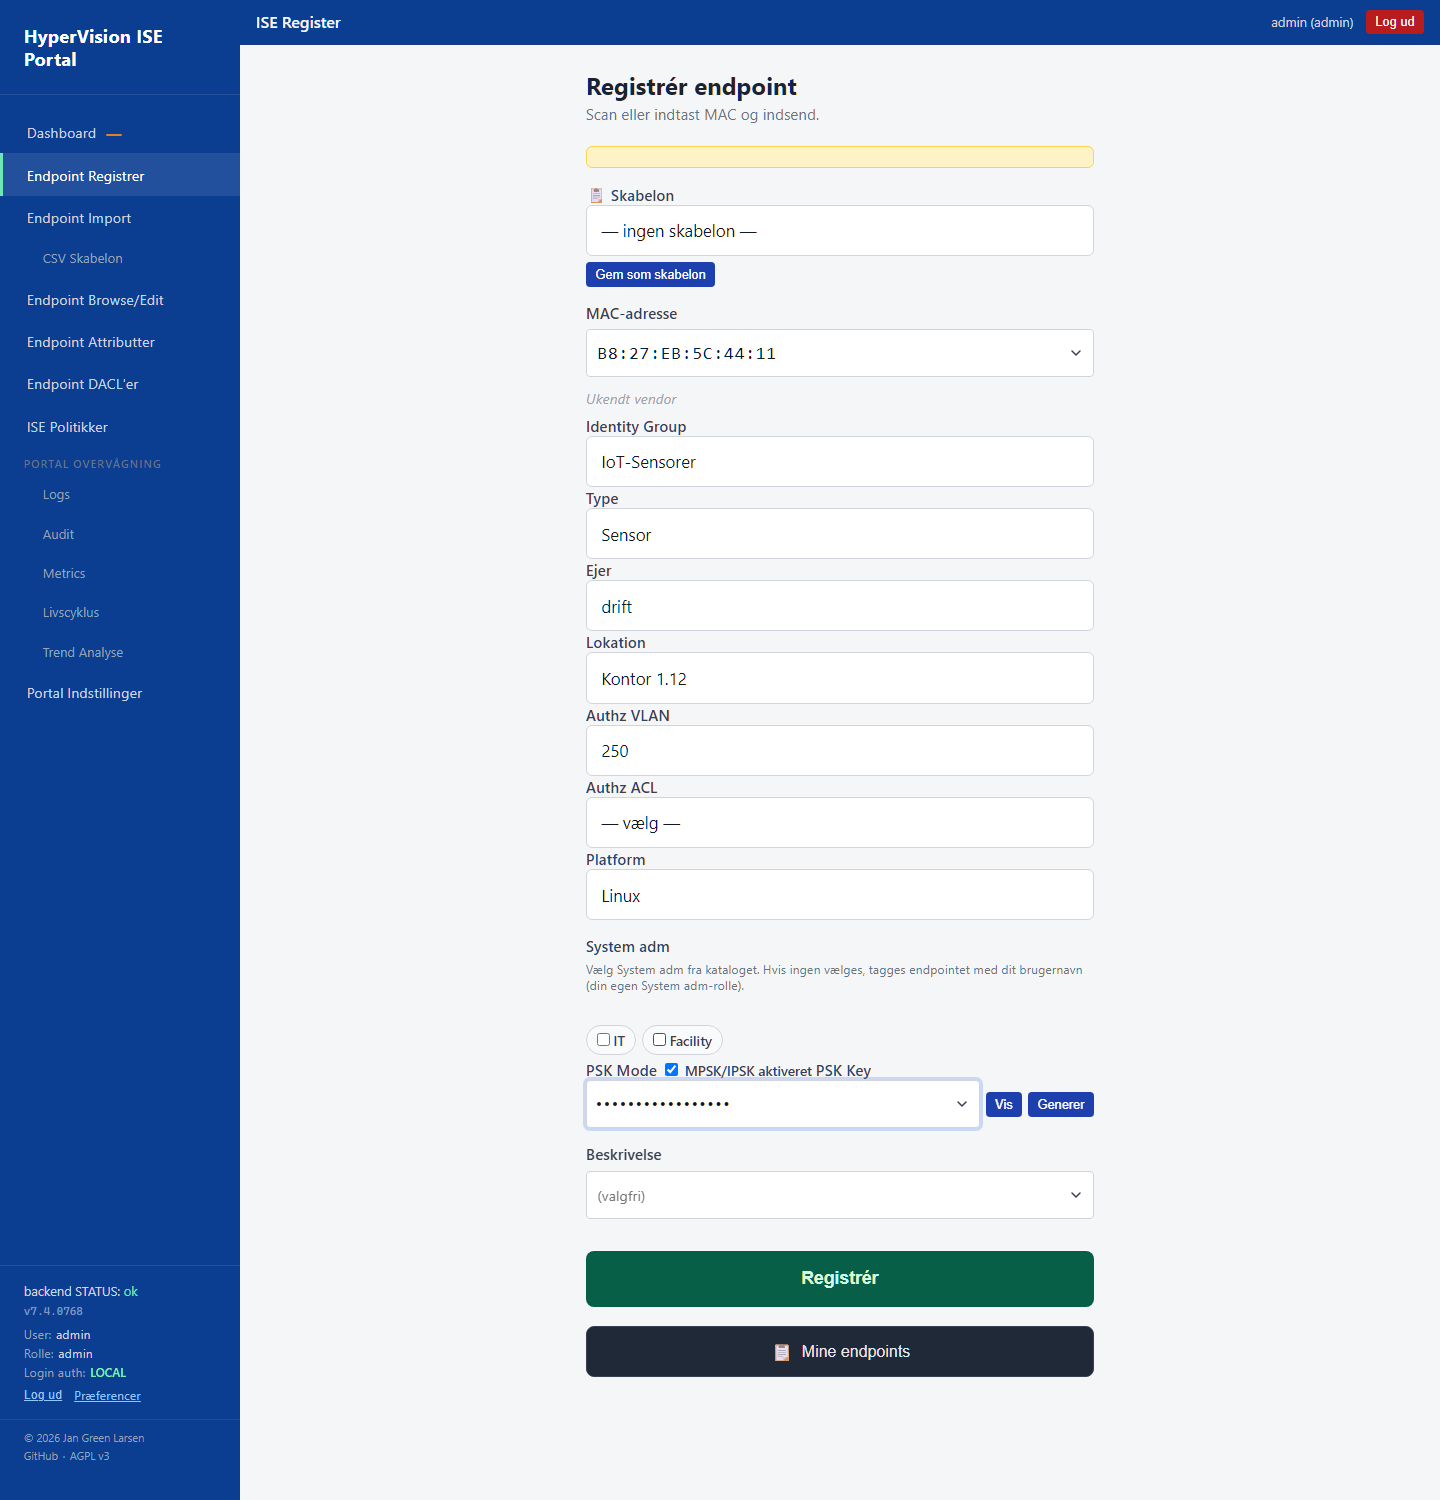 HyperVision ISE
Portal
Dashboard —
Endpoint Registrer
Endpoint Import
CSV Skabelon
Endpoint Browse/Edit
Endpoint Attributter
Endpoint DACL'er
ISE Politikker
PORTAL OVERVÅGNING
Logs
Audit
Metrics
Livscyklus
Trend Analyse
Portal Indstillinger
backend STATUS: ok
v7.4.0768
User: admin
Rolle: admin
Login auth: LOCAL
Log ud Præferencer
© 2026 Jan Green Larsen
GitHub · AGPL v3
ISE Register
admin (admin) Log ud
Registrér endpoint
Scan eller indtast MAC og indsend.
Skabelon
— ingen skabelon —
Gem som skabelon
MAC-adresse
B8:27:EB:5C:44:11
Ukendt vendor
Identity Group
IoT-Sensorer
Type
Sensor
Ejer
drift
Lokation
Kontor 1.12
Authz VLAN
250
Authz ACL
— vælg —
Platform
Linux
System adm
Vælg System adm fra kataloget. Hvis ingen vælges, tagges endpointet med dit brugernavn
(din egen System adm-rolle).
IT Facility
PSK Mode MPSK/IPSK aktiveret PSK Key
••••••••••••••••• Vis Generer
Beskrivelse
(valgfri)
Registrér
Mine endpoints